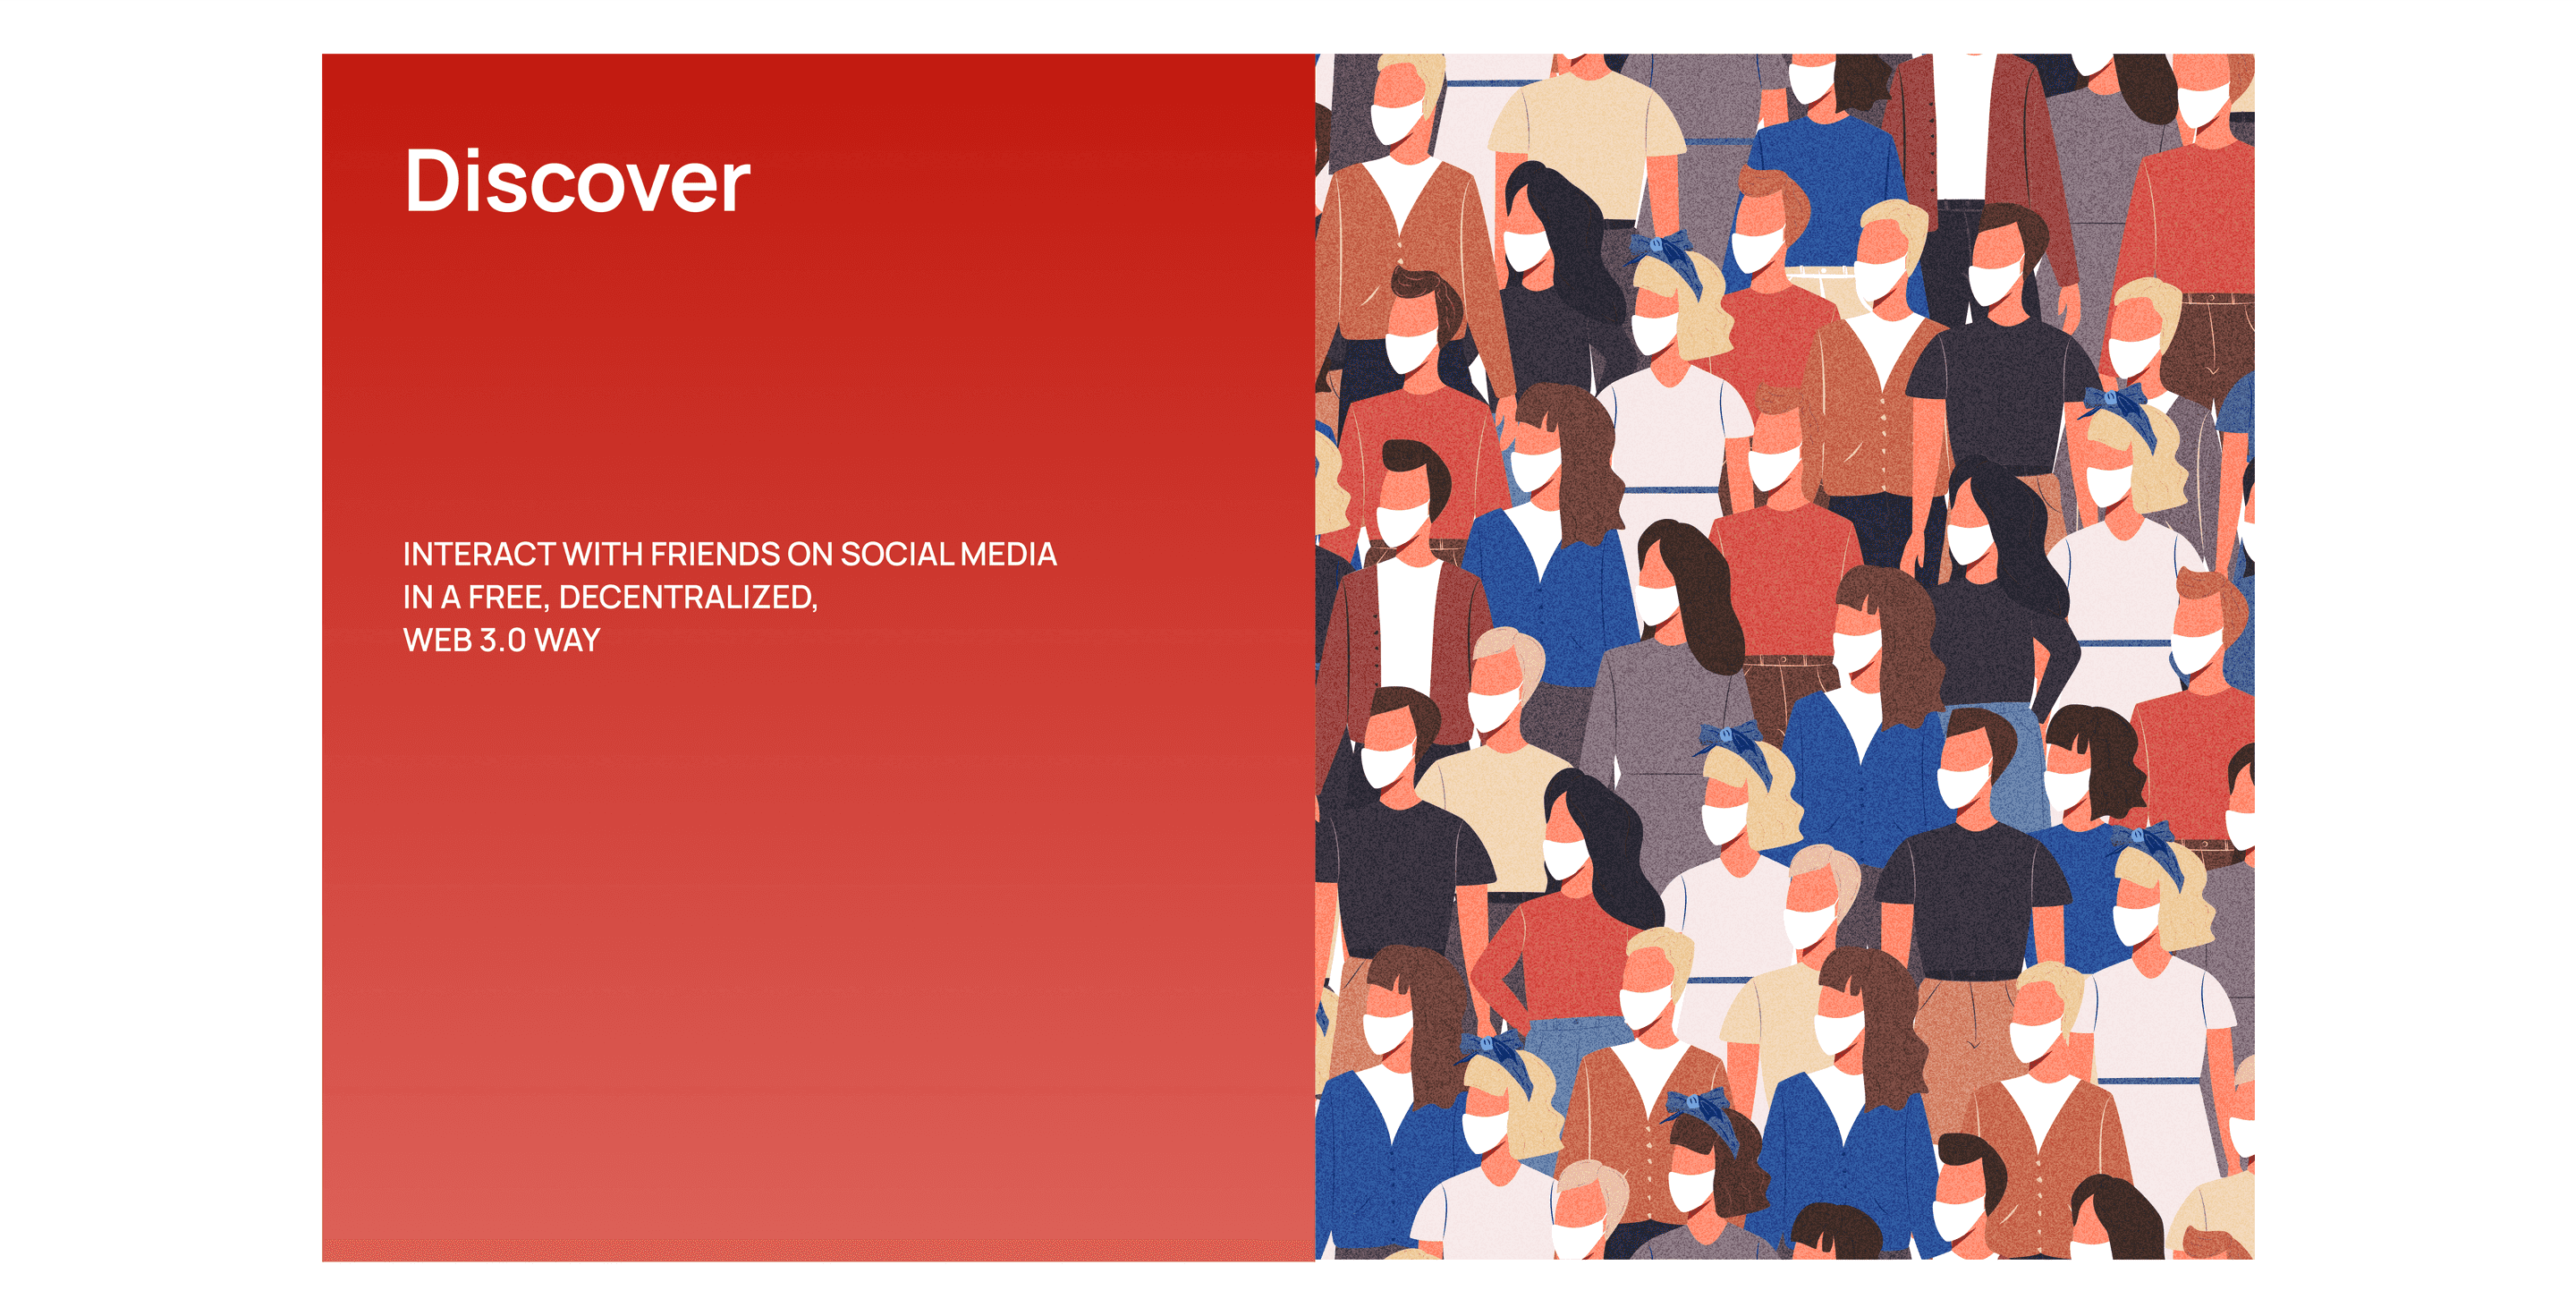 Discover
INTERACT WITH FRIENDS ON SOCIAL MEDIA
IN A FREE, DECENTRALIZED,
WEB 3.0 WAY